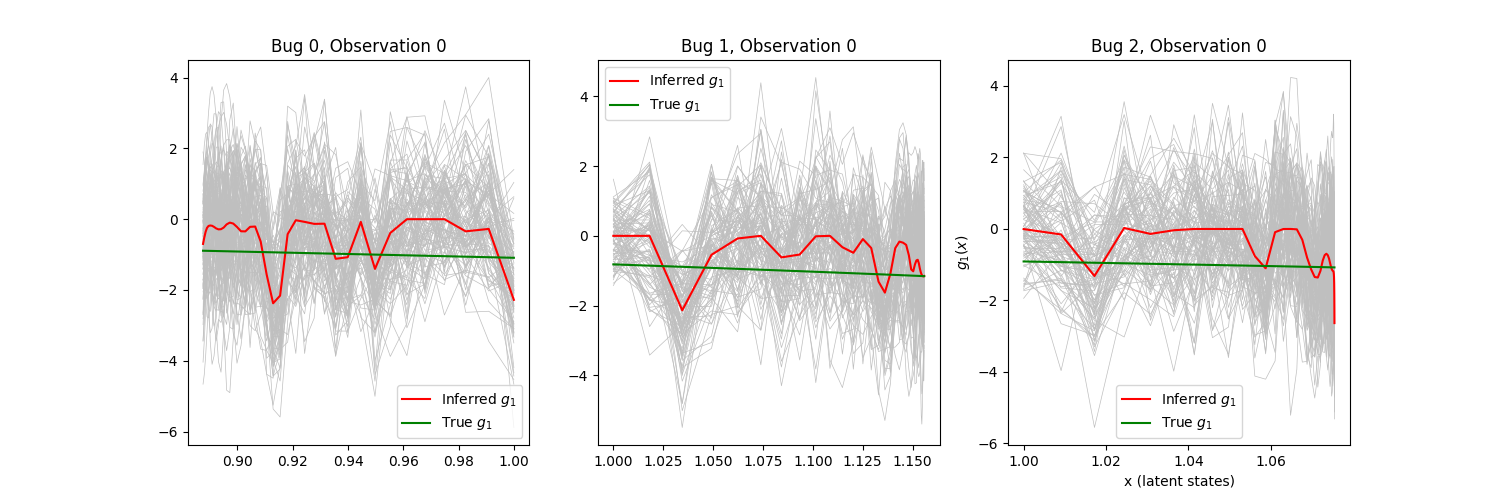 Bug 0, Observation 0
4
2
0
−2
−4
−6
0.90 0.92 0.94 0.96 0.98 1.00
Inferred g₁
True g₁
Bug 1, Observation 0
4
2
0
−2
−4
1.000 1.025 1.050 1.075 1.100 1.125 1.150
Inferred g₁
True g₁
Bug 2, Observation 0
g₁(x)
4
2
0
−2
−4
−6
1.00 1.02 1.04 1.06
x (latent states)
Inferred g₁
True g₁